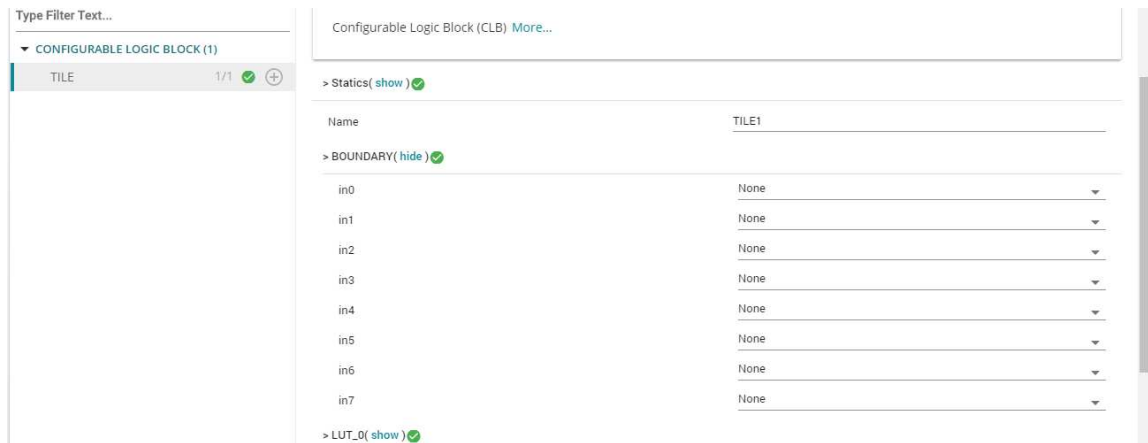 Type Filter Text...
CONFIGURABLE LOGIC BLOCK (1)
TILE 1/1
Configurable Logic Block (CLB) More...
> Statics( show )
Name TILE1
> BOUNDARY( hide )
in0 None
in1 None
in2 None
in3 None
in4 None
in5 None
in6 None
in7 None
> LUT_0( show )